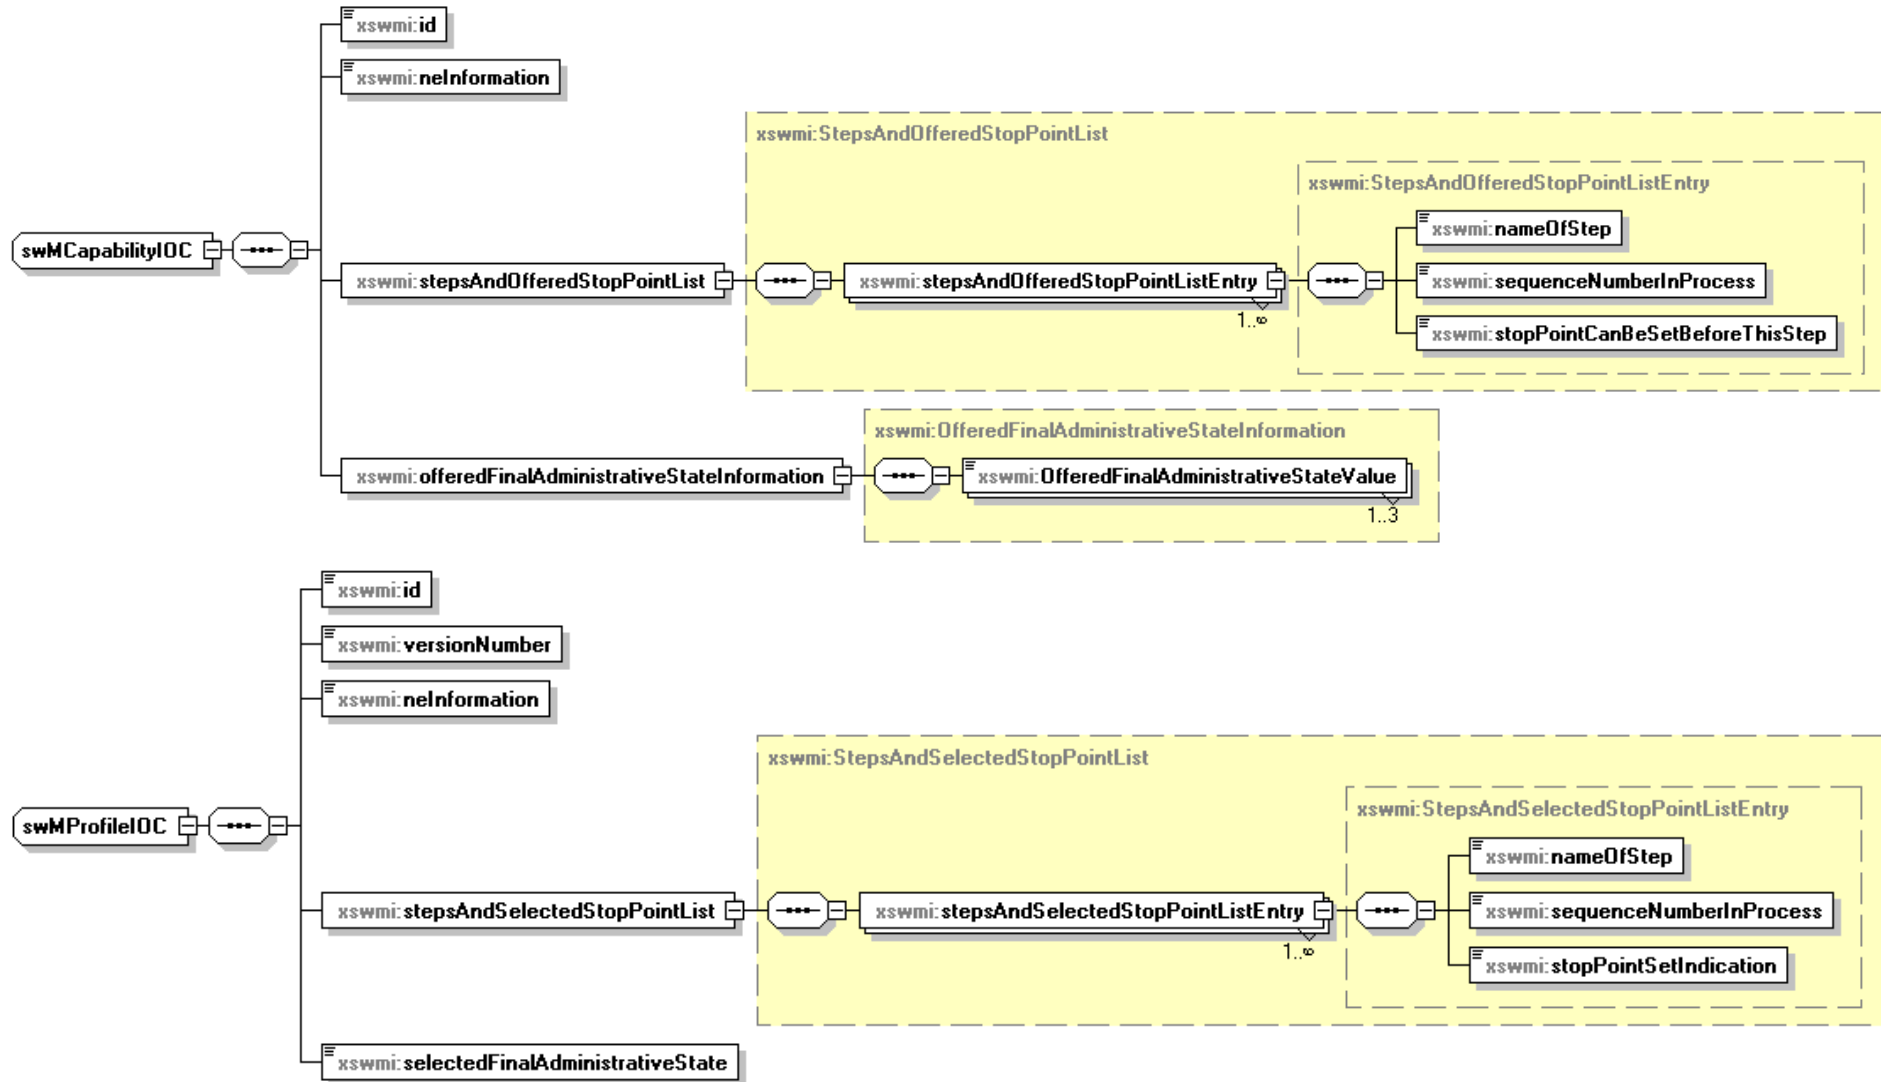 xswmi:id
xswmi:neInformation
xswmi:StepsAndOfferedStopPointList
xswmi:StepsAndOfferedStopPointListEntry
xswmi:nameOfStep
swMCapabilityIOC
xswmi:stepsAndOfferedStopPointList
xswmi:stepsAndOfferedStopPointListEntry
xswmi:sequenceNumberInProcess
1..∞
xswmi:stopPointCanBeSetBeforeThisStep
xswmi:OfferedFinalAdministrativeStateInformation
xswmi:offeredFinalAdministrativeStateInformation
xswmi:OfferedFinalAdministrativeStateValue
1..3
xswmi:id
xswmi:versionNumber
xswmi:neInformation
xswmi:StepsAndSelectedStopPointList
xswmi:StepsAndSelectedStopPointListEntry
swMProfileIOC
xswmi:nameOfStep
xswmi:stepsAndSelectedStopPointList
xswmi:stepsAndSelectedStopPointListEntry
xswmi:sequenceNumberInProcess
1..∞
xswmi:stopPointSetIndication
xswmi:selectedFinalAdministrativeState